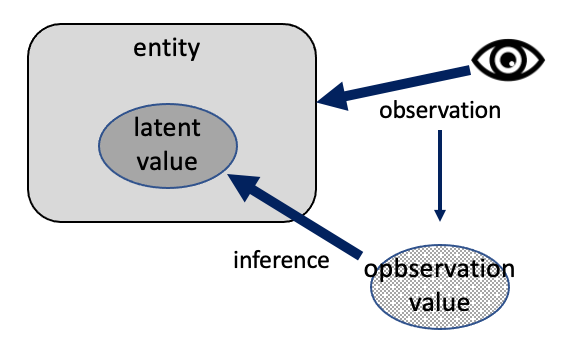 entity
latent
value
observation
inference
opbservation
value